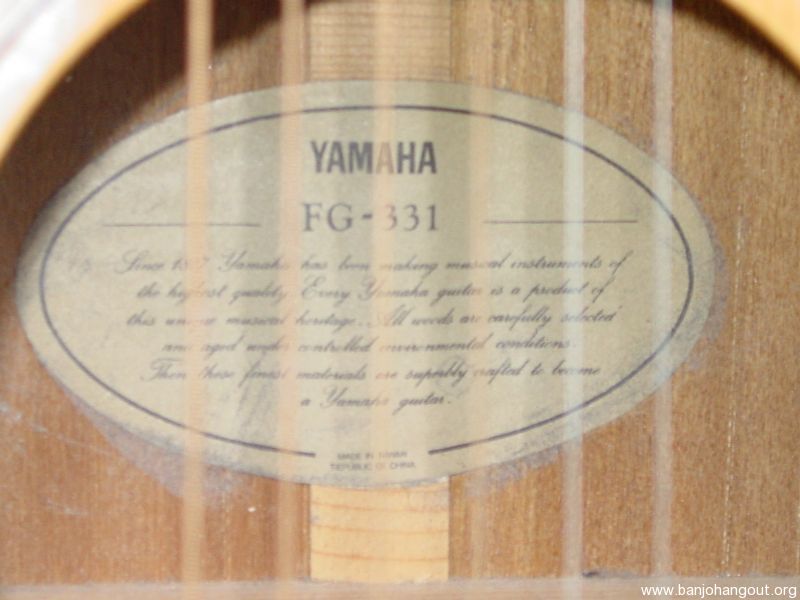 YAMAHA
FG-331
Since 1887 Yamaha has been making musical instruments of
the highest quality. Every Yamaha guitar is a product of
this unique musical heritage. All woods are carefully selected
and aged under controlled environmental conditions.
Then these finest materials are superbly crafted to become
a Yamaha guitar.
MADE IN TAIWAN
REPUBLIC OF CHINA
www.banjohangout.org